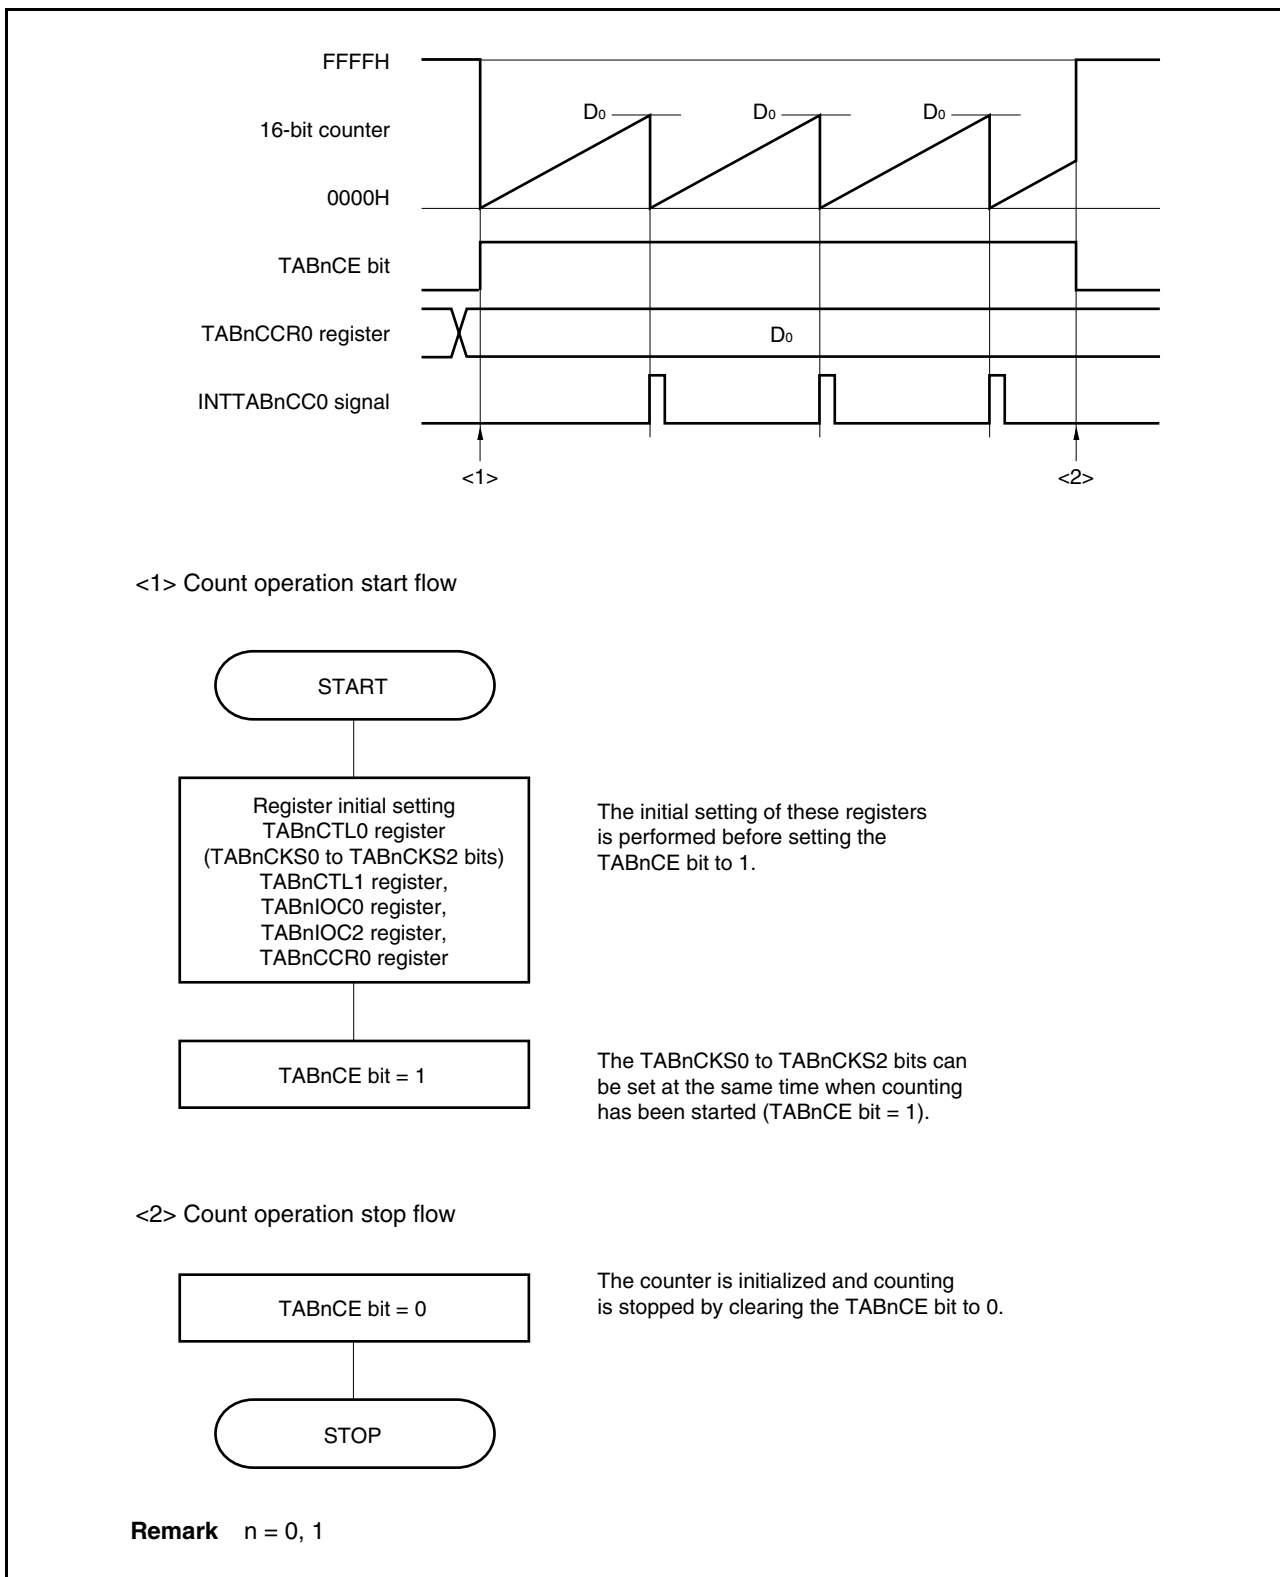 FFFFH
16-bit counter
0000H
D0
D0
D0
TABnCE bit
TABnCCR0 register
D0
INTTABnCC0 signal
<1>
<2>
<1> Count operation start flow
START
Register initial setting
TABnCTL0 register
(TABnCKS0 to TABnCKS2 bits)
TABnCTL1 register,
TABnIOC0 register,
TABnIOC2 register,
TABnCCR0 register
The initial setting of these registers
is performed before setting the
TABnCE bit to 1.
TABnCE bit = 1
The TABnCKS0 to TABnCKS2 bits can
be set at the same time when counting
has been started (TABnCE bit = 1).
<2> Count operation stop flow
TABnCE bit = 0
The counter is initialized and counting
is stopped by clearing the TABnCE bit to 0.
STOP
Remark n = 0, 1